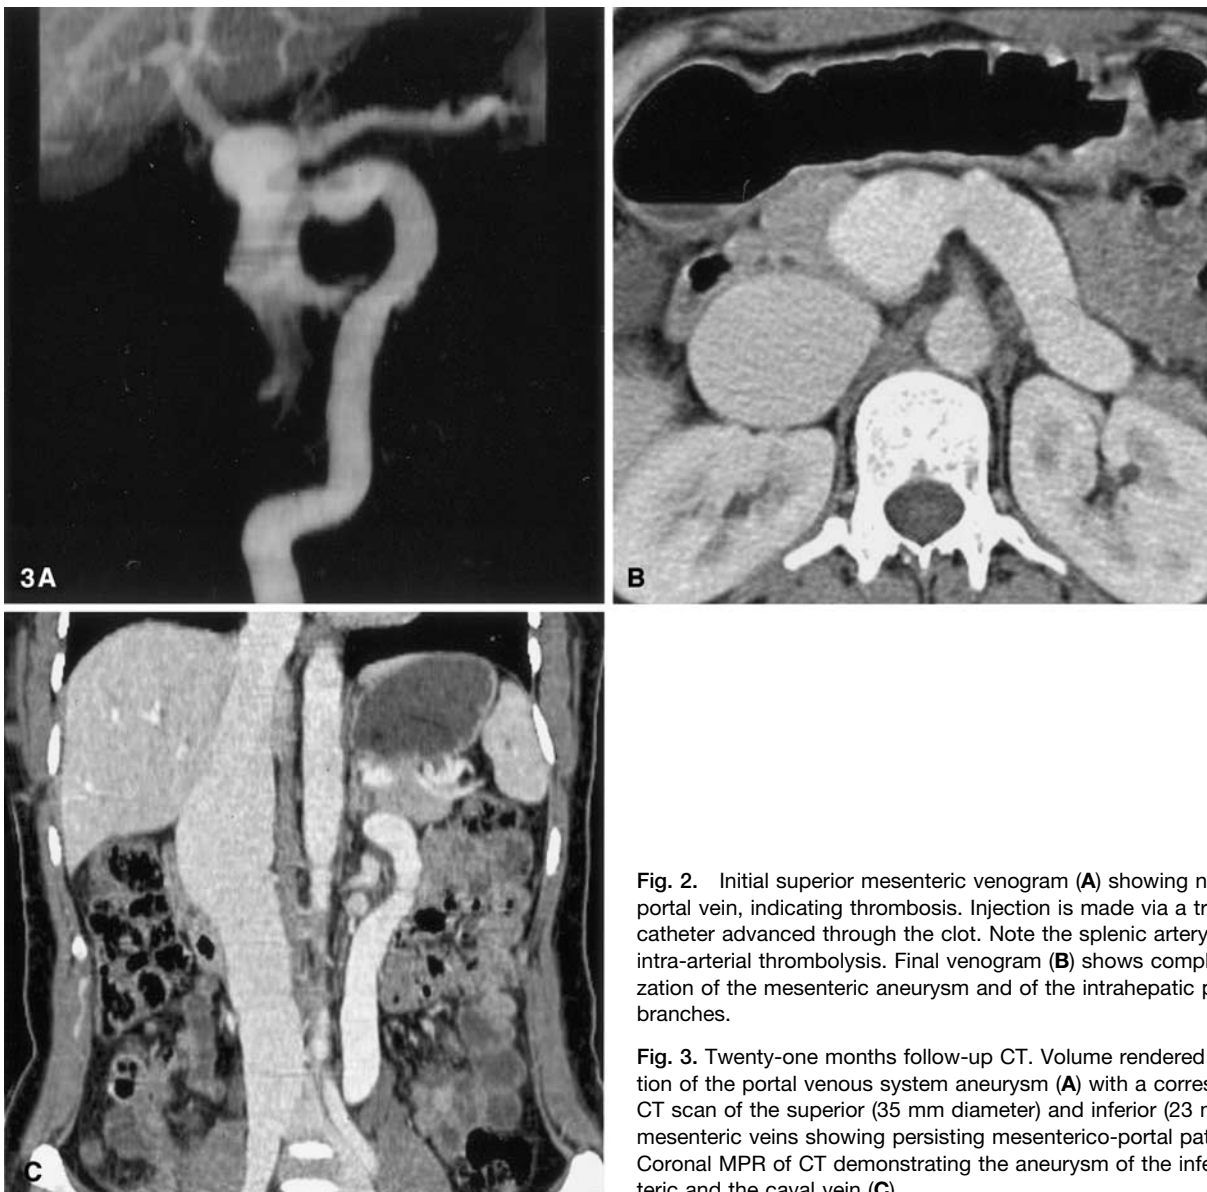 3A
B
C
Fig. 2. Initial superior mesenteric venogram (A) showing n
portal vein, indicating thrombosis. Injection is made via a tr
catheter advanced through the clot. Note the splenic artery
intra-arterial thrombolysis. Final venogram (B) shows compl
zation of the mesenteric aneurysm and of the intrahepatic p
branches.
Fig. 3. Twenty-one months follow-up CT. Volume rendered
tion of the portal venous system aneurysm (A) with a corres
CT scan of the superior (35 mm diameter) and inferior (23 n
mesenteric veins showing persisting mesenterico-portal pat
Coronal MPR of CT demonstrating the aneurysm of the infe
teric and the caval vein (C)